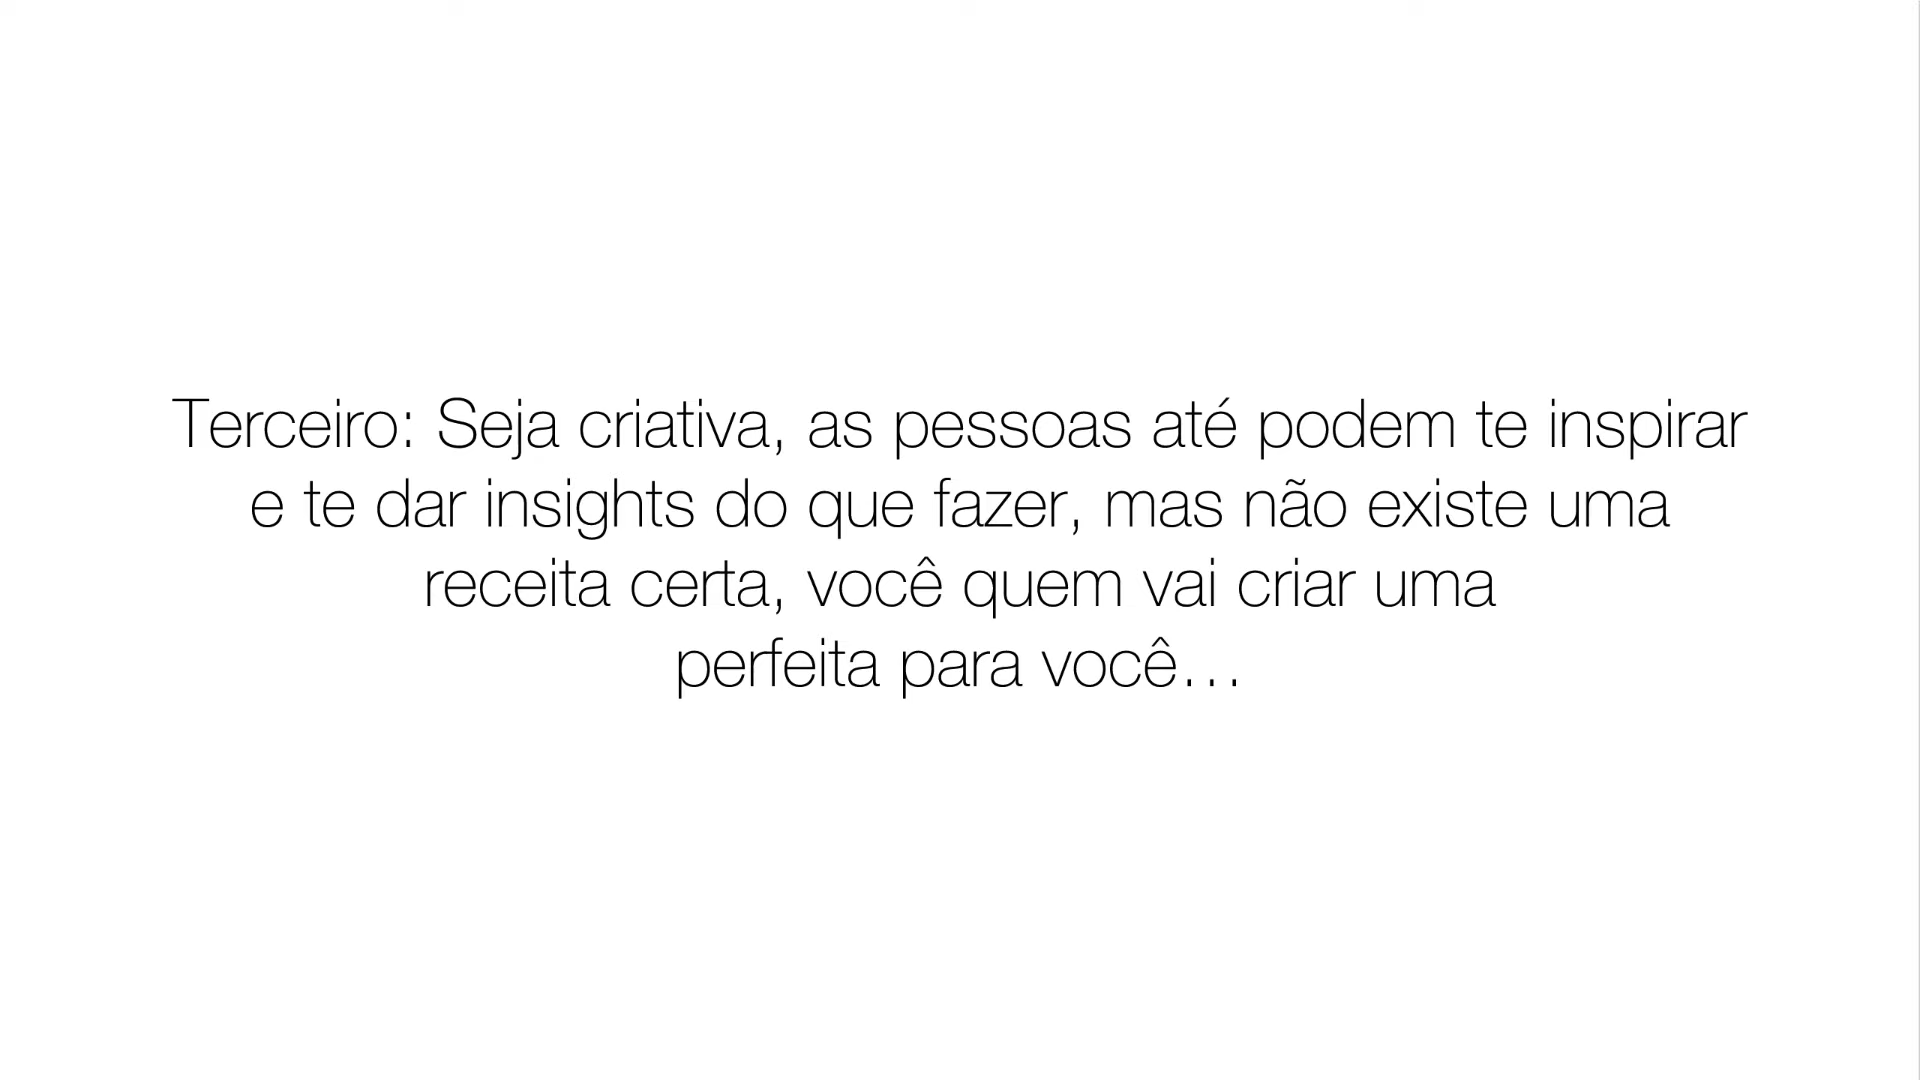 Terceiro: Seja criativa, as pessoas até podem te inspirar
e te dar insights do que fazer, mas não existe uma
receita certa, você quem vai criar uma
perfeita para você…